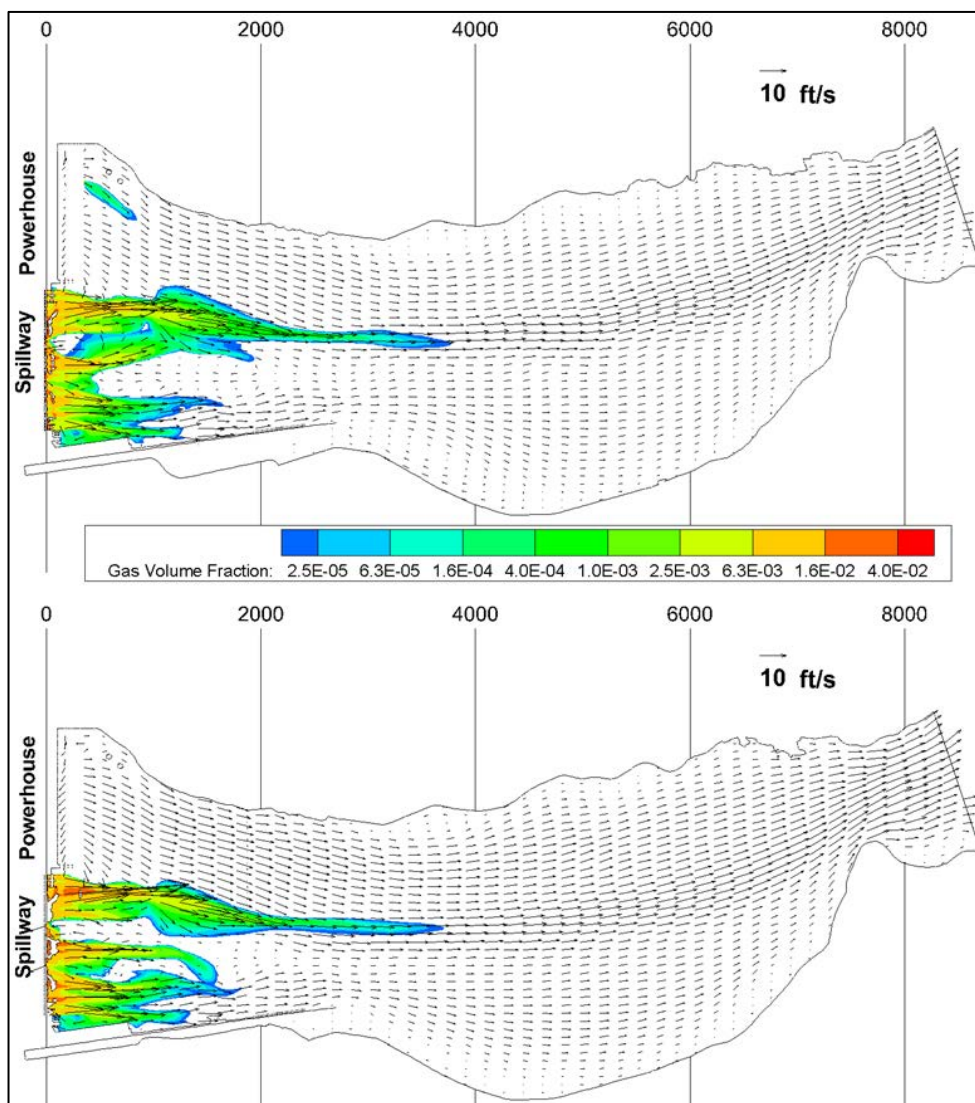 0 2000 4000 6000 8000
10 ft/s
Powerhouse
Spillway
Gas Volume Fraction: 2.5E-05 6.3E-05 1.6E-04 4.0E-04 1.0E-03 2.5E-03 6.3E-03 1.6E-02 4.0E-02
0 2000 4000 6000 8000
10 ft/s
Powerhouse
Spillway